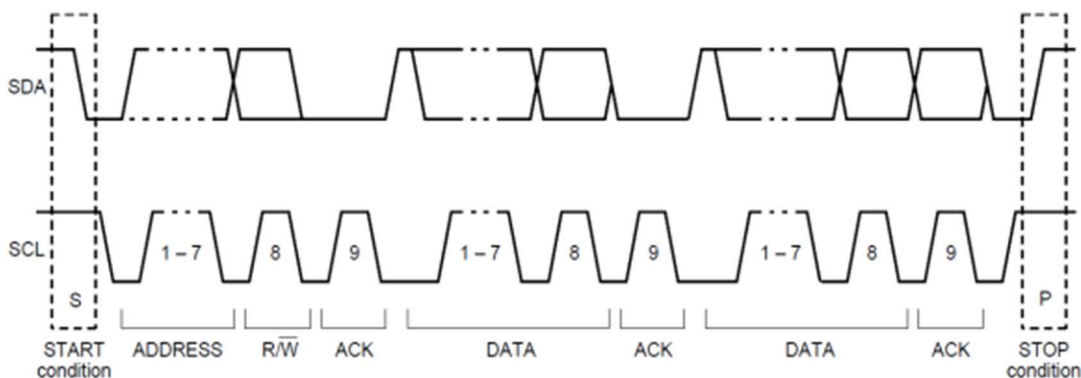 SDA
SCL
1 – 7 8 9 1 – 7 8 9 1 – 7 8 9
S P
START condition ADDRESS R/W̅ ACK DATA ACK DATA ACK STOP condition